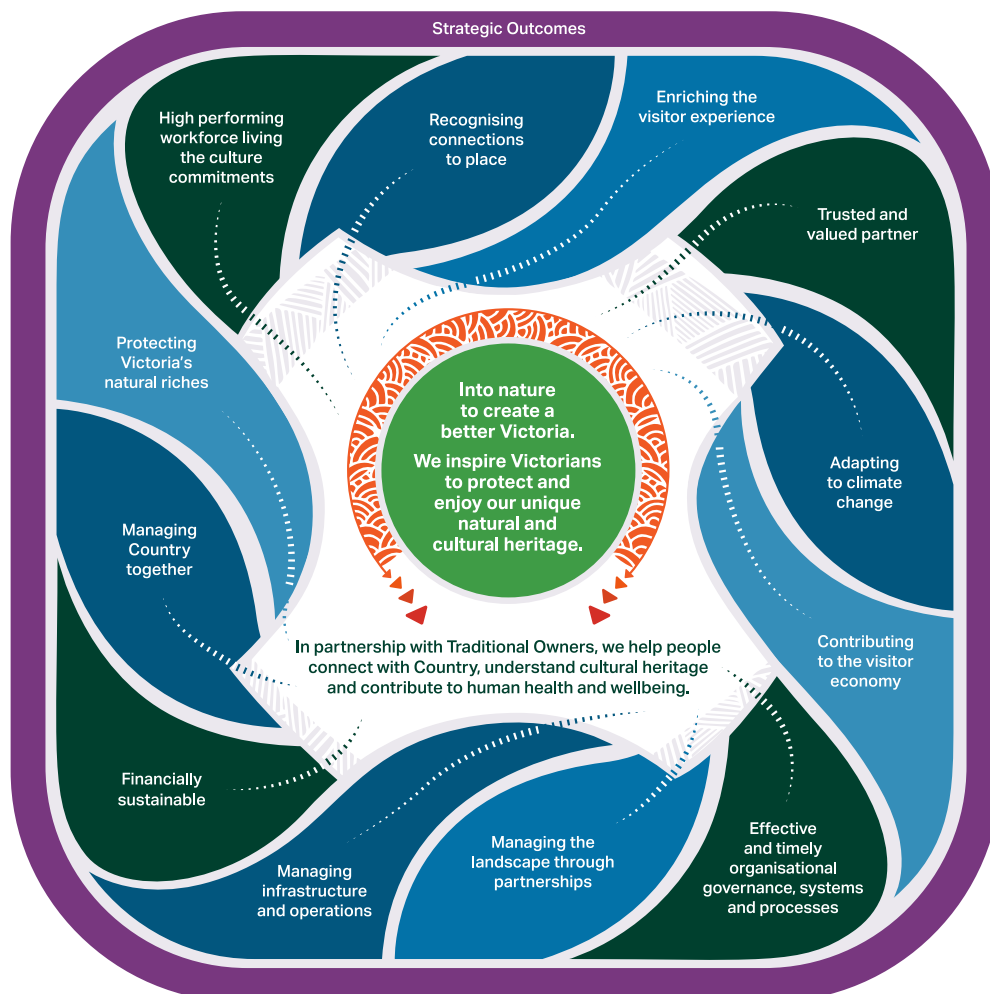 Strategic Outcomes
High performing
workforce living
the culture
commitments
Recognising
connections
to place
Enriching the
visitor experience
Trusted and
valued partner
Protecting
Victoria's
natural riches
Adapting
to climate
change
Managing
Country
together
Contributing
to the visitor
economy
Into nature
to create a
better Victoria.
We inspire Victorians
to protect and
enjoy our unique
natural and
cultural heritage.
In partnership with Traditional Owners, we help people
connect with Country, understand cultural heritage
and contribute to human health and wellbeing.
Financially
sustainable
Managing
infrastructure
and operations
Managing the
landscape through
partnerships
Effective
and timely
organisational
governance, systems
and processes